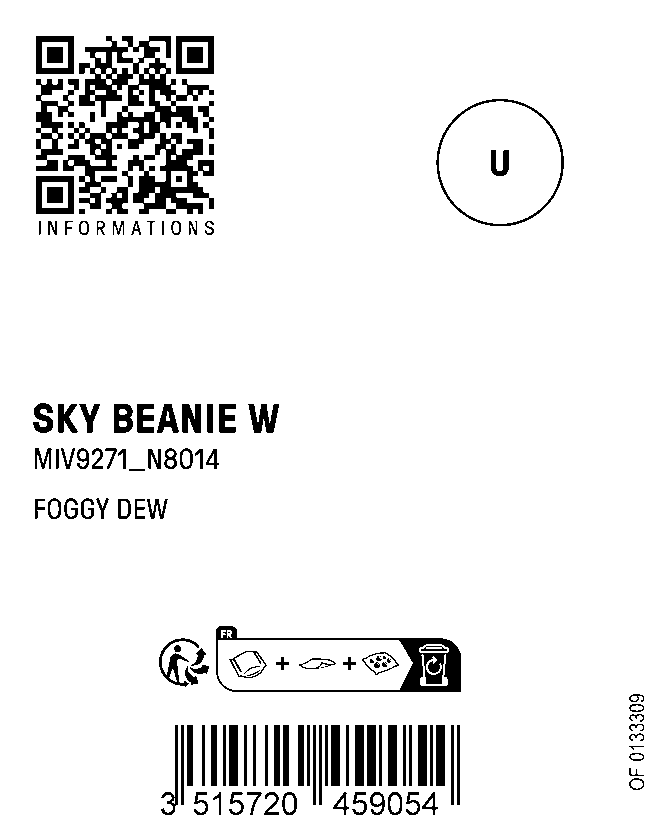 INFORMATIONS
U
SKY BEANIE W
MIV9271_N8014
FOGGY DEW
FR
3 515720 459054
OF 0133309